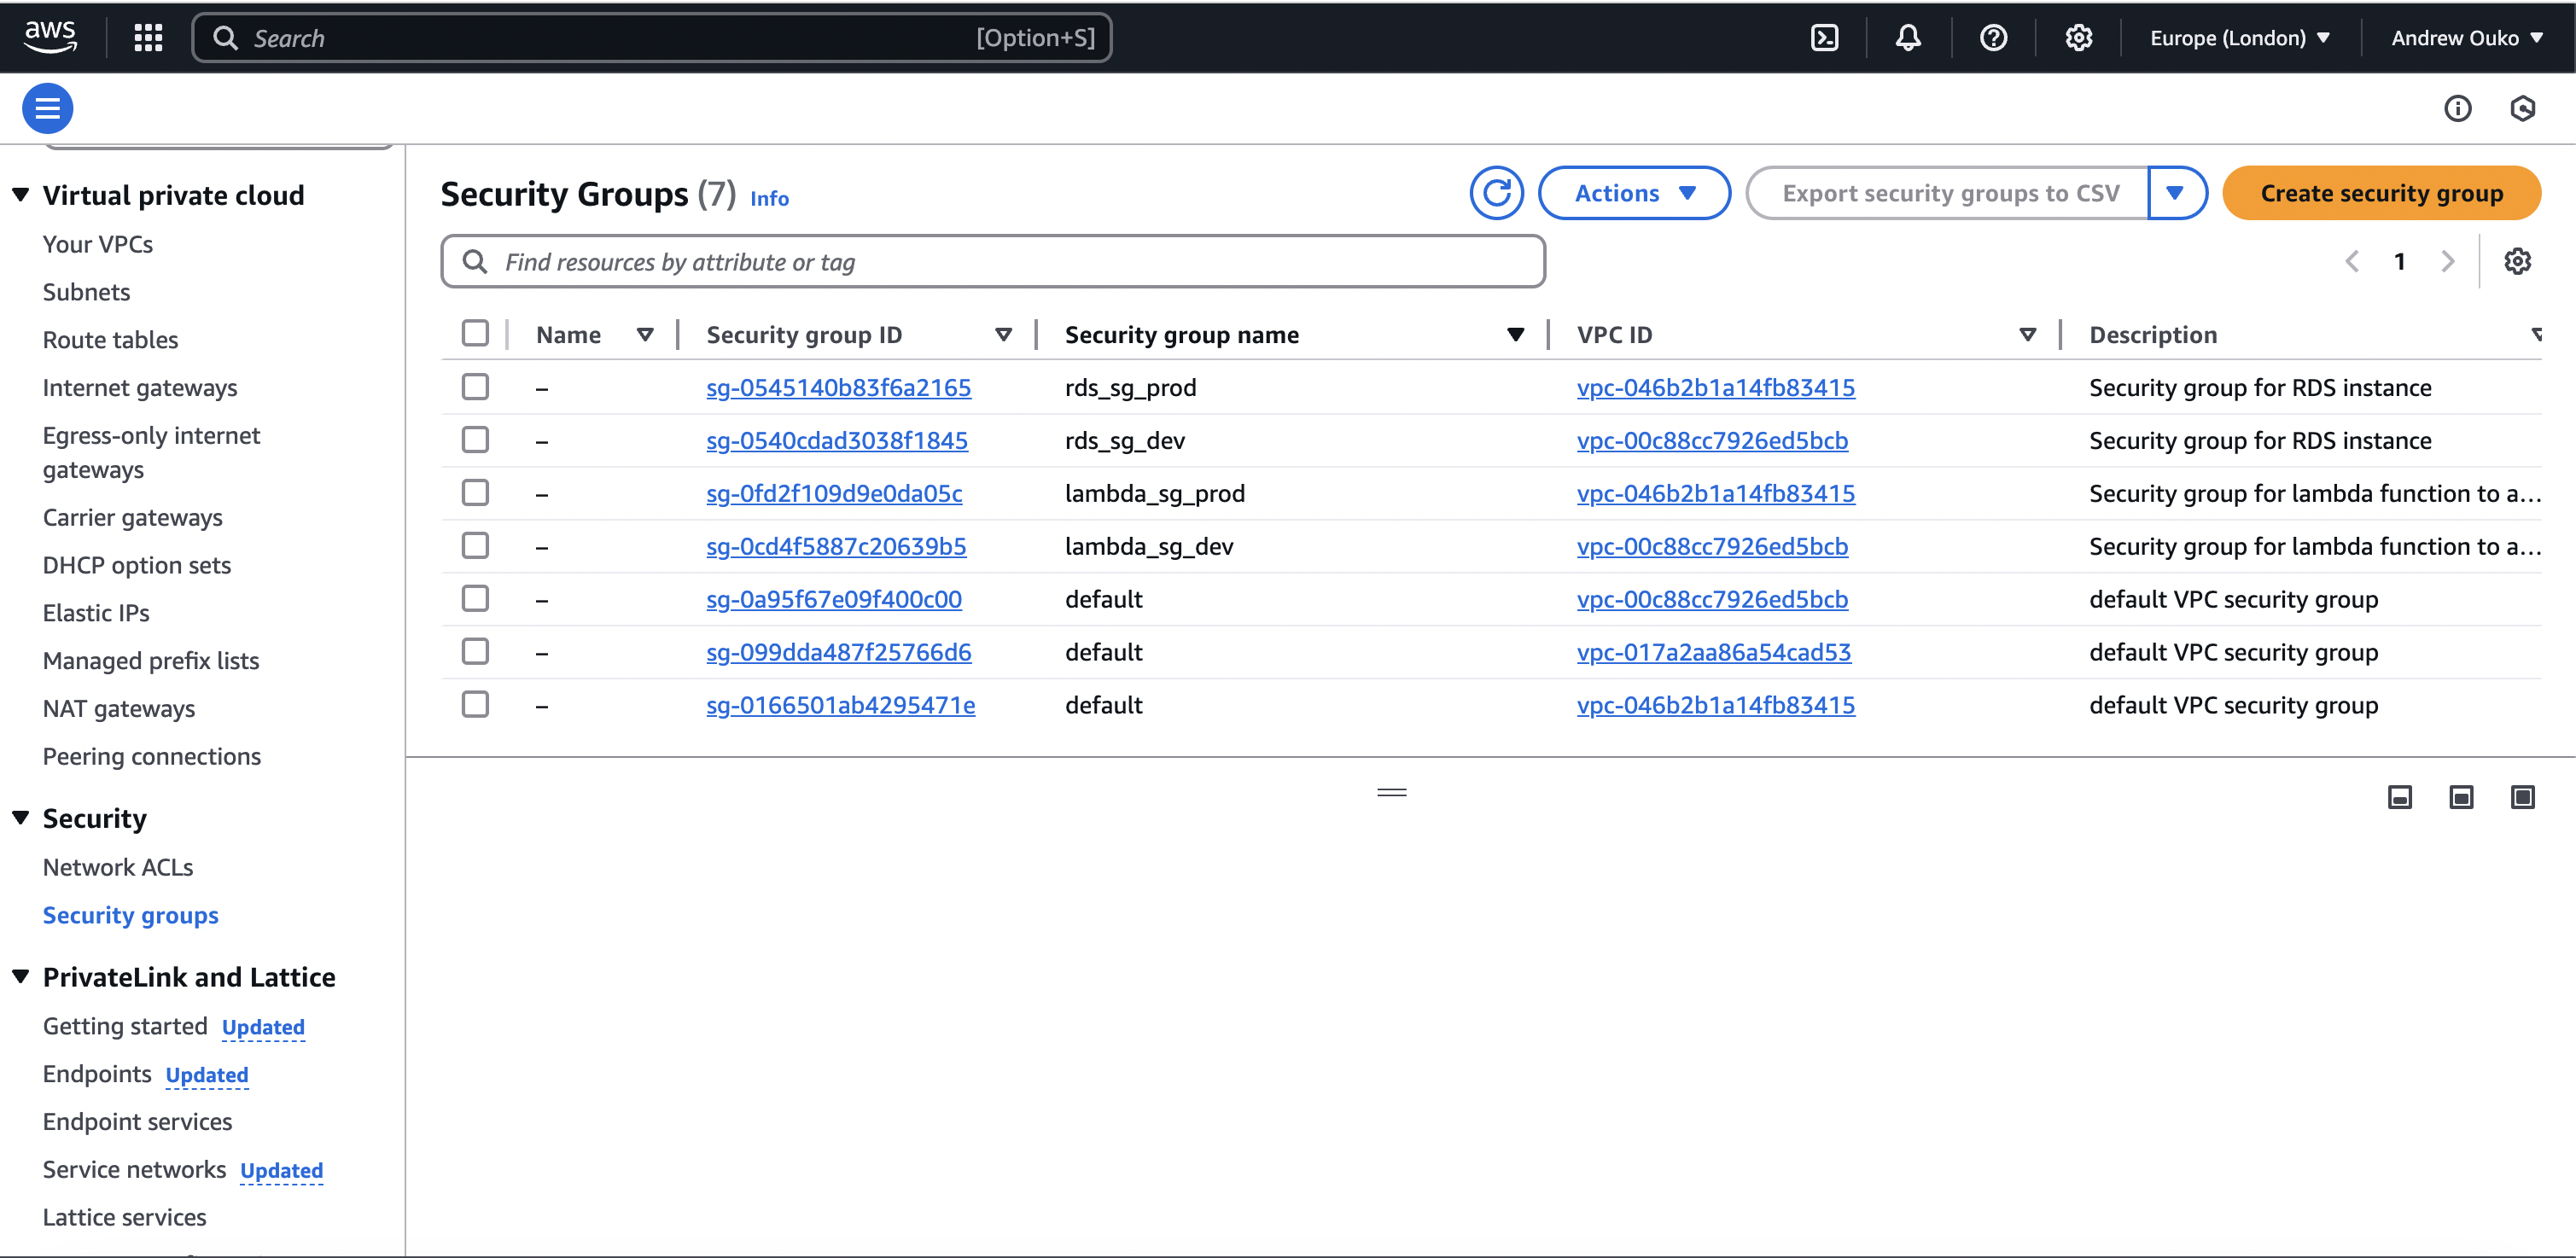 aws
Search [Option+S]
Europe (London)
Andrew Ouko
Virtual private cloud
Your VPCs
Subnets
Route tables
Internet gateways
Egress-only internet
gateways
Carrier gateways
DHCP option sets
Elastic IPs
Managed prefix lists
NAT gateways
Peering connections
Security
Network ACLs
Security groups
PrivateLink and Lattice
Getting started Updated
Endpoints Updated
Endpoint services
Service networks Updated
Lattice services
Security Groups (7) Info
Actions
Export security groups to CSV
Create security group
Find resources by attribute or tag
1
Name Security group ID Security group name VPC ID Description
– sg-0545140b83f6a2165 rds_sg_prod vpc-046b2b1a14fb83415 Security group for RDS instance
– sg-0540cdad3038f1845 rds_sg_dev vpc-00c88cc7926ed5bcb Security group for RDS instance
– sg-0fd2f109d9e0da05c lambda_sg_prod vpc-046b2b1a14fb83415 Security group for lambda function to a...
– sg-0cd4f5887c20639b5 lambda_sg_dev vpc-00c88cc7926ed5bcb Security group for lambda function to a...
– sg-0a95f67e09f400c00 default vpc-00c88cc7926ed5bcb default VPC security group
– sg-099dda487f25766d6 default vpc-017a2aa86a54cad53 default VPC security group
– sg-0166501ab4295471e default vpc-046b2b1a14fb83415 default VPC security group